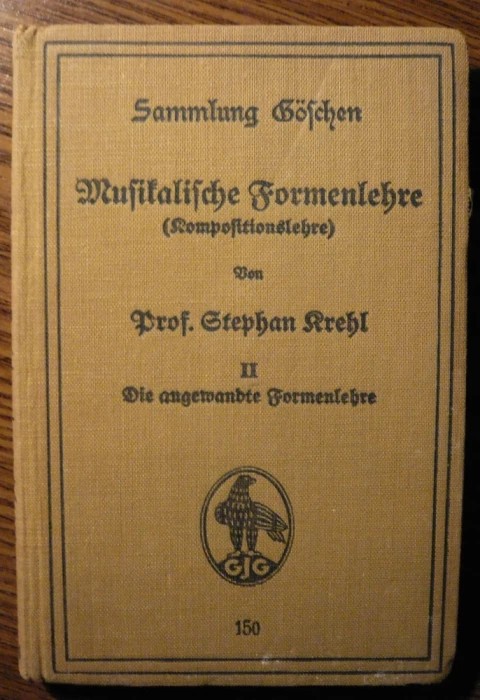 Sammlung Göschen
Musikalische Formenlehre
(Kompositionslehre)
Von
Prof. Stephan Krehl
II
Die angewandte Formenlehre
GJG
150